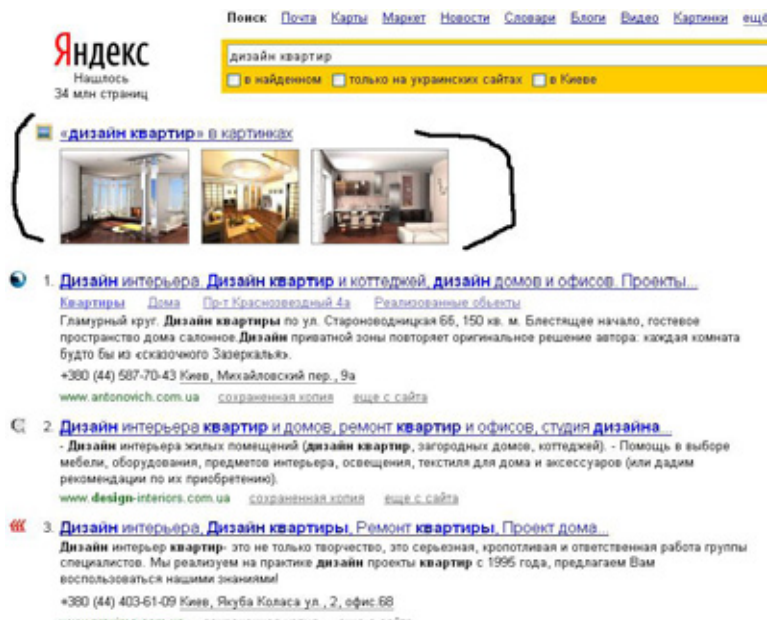 Поиск Почта Карты Маркет Новости Словари Блоги Видео Картинки ещё
Яндекс
Нашлось
34 млн страниц
дизайн квартир
в найденном только на украинских сайтах в Киеве
«дизайн квартир» в картинках
1. Дизайн интерьера. Дизайн квартир и коттеджей, дизайн домов и офисов. Проекты...
Квартиры Дома Пр-т Краснозвездный 4а Реализованные обьекты
Гламурный круг. Дизайн квартиры по ул. Староноводницкая 6б, 150 кв. м. Блестящее начало, гостевое
пространство дома салонное.Дизайн приватной зоны повторяет оригинальное решение автора: каждая комната
будто бы из «сказочного Зазеркалья».
+380 (44) 587-70-43 Киев, Михайловский пер., 9а
www.antonovich.com.ua сохраненная копия еще с сайта
2. Дизайн интерьера квартир и домов, ремонт квартир и офисов, студия дизайна...
- Дизайн интерьера жилых помещений (дизайн квартир, загородных домов, коттеджей). - Помощь в выборе
мебели, оборудования, предметов интерьера, освещения, текстиля для дома и аксессуаров (или дадим
рекомендации по их приобретению).
www.design-interiors.com.ua сохраненная копия еще с сайта
3. Дизайн интерьера, Дизайн квартиры, Ремонт квартиры, Проект дома...
Дизайн интерьер квартир- это не только творчество, это серьезная, кропотливая и ответственная работа группы
специалистов. Мы реализуем на практике дизайн проекты квартир с 1995 года, предлагаем Вам
воспользоваться нашими знаниями!
+380 (44) 403-61-09 Киев, Якуба Коласа ул., 2, офис.68